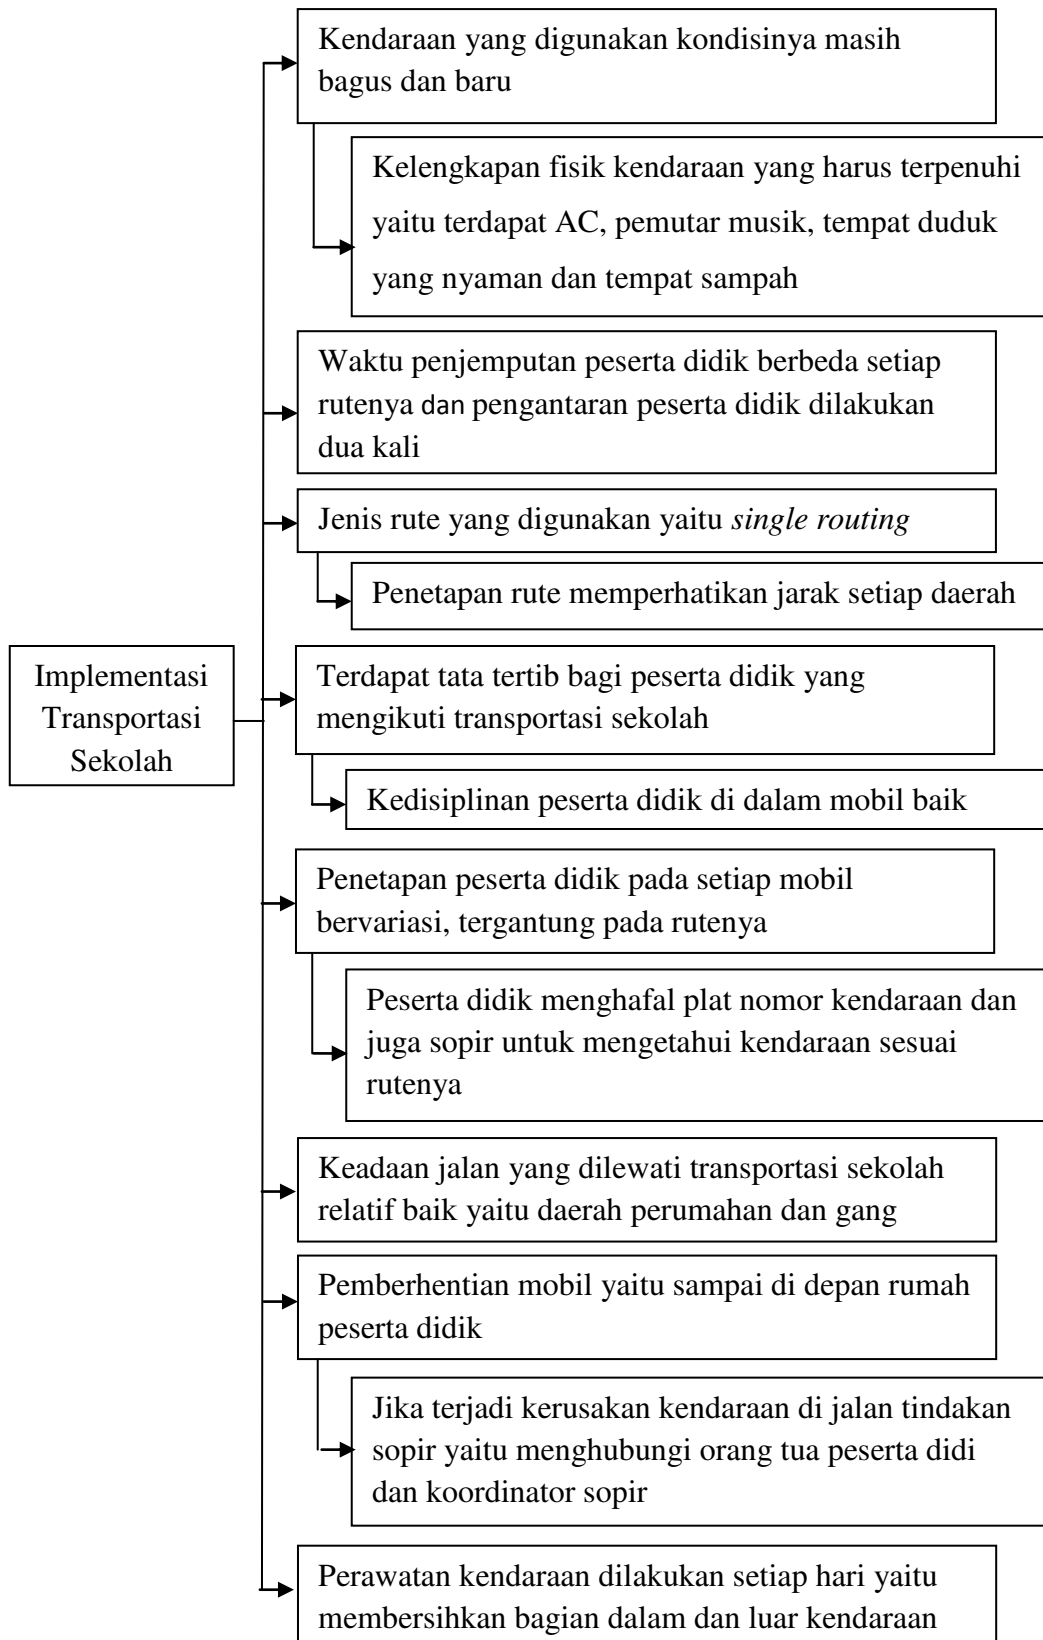 Kendaraan yang digunakan kondisinya masih
bagus dan baru
Kelengkapan fisik kendaraan yang harus terpenuhi
yaitu terdapat AC, pemutar musik, tempat duduk
yang nyaman dan tempat sampah
Waktu penjemputan peserta didik berbeda setiap
rutenya dan pengantaran peserta didik dilakukan
dua kali
Jenis rute yang digunakan yaitu single routing
Penetapan rute memperhatikan jarak setiap daerah
Implementasi
Transportasi
Sekolah
Terdapat tata tertib bagi peserta didik yang
mengikuti transportasi sekolah
Kedisiplinan peserta didik di dalam mobil baik
Penetapan peserta didik pada setiap mobil
bervariasi, tergantung pada rutenya
Peserta didik menghafal plat nomor kendaraan dan
juga sopir untuk mengetahui kendaraan sesuai
rutenya
Keadaan jalan yang dilewati transportasi sekolah
relatif baik yaitu daerah perumahan dan gang
Pemberhentian mobil yaitu sampai di depan rumah
peserta didik
Jika terjadi kerusakan kendaraan di jalan tindakan
sopir yaitu menghubungi orang tua peserta didi
dan koordinator sopir
Perawatan kendaraan dilakukan setiap hari yaitu
membersihkan bagian dalam dan luar kendaraan